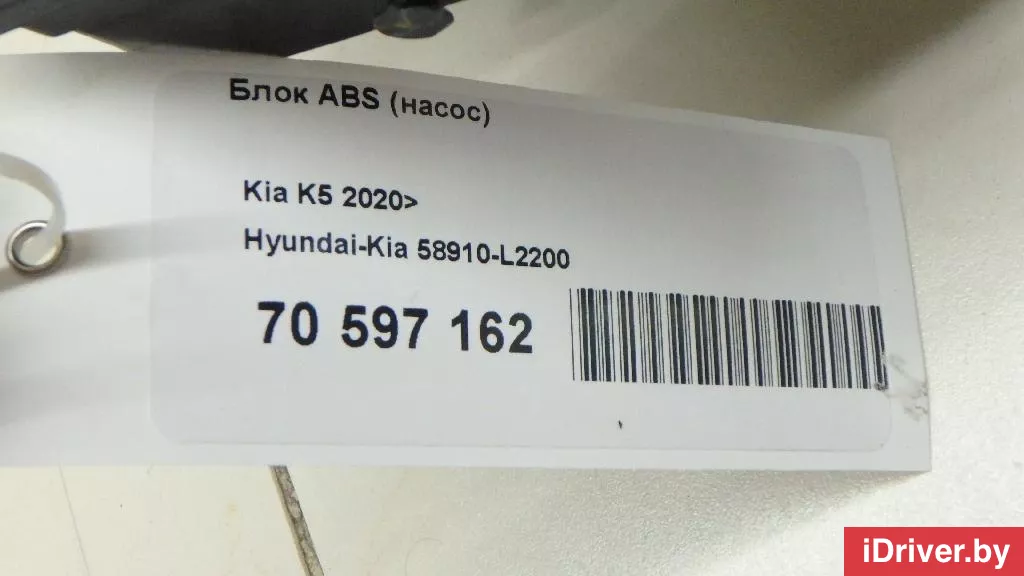 Блок ABS (насос)
Kia K5 2020>
Hyundai-Kia 58910-L2200
70 597 162
iDriver.by